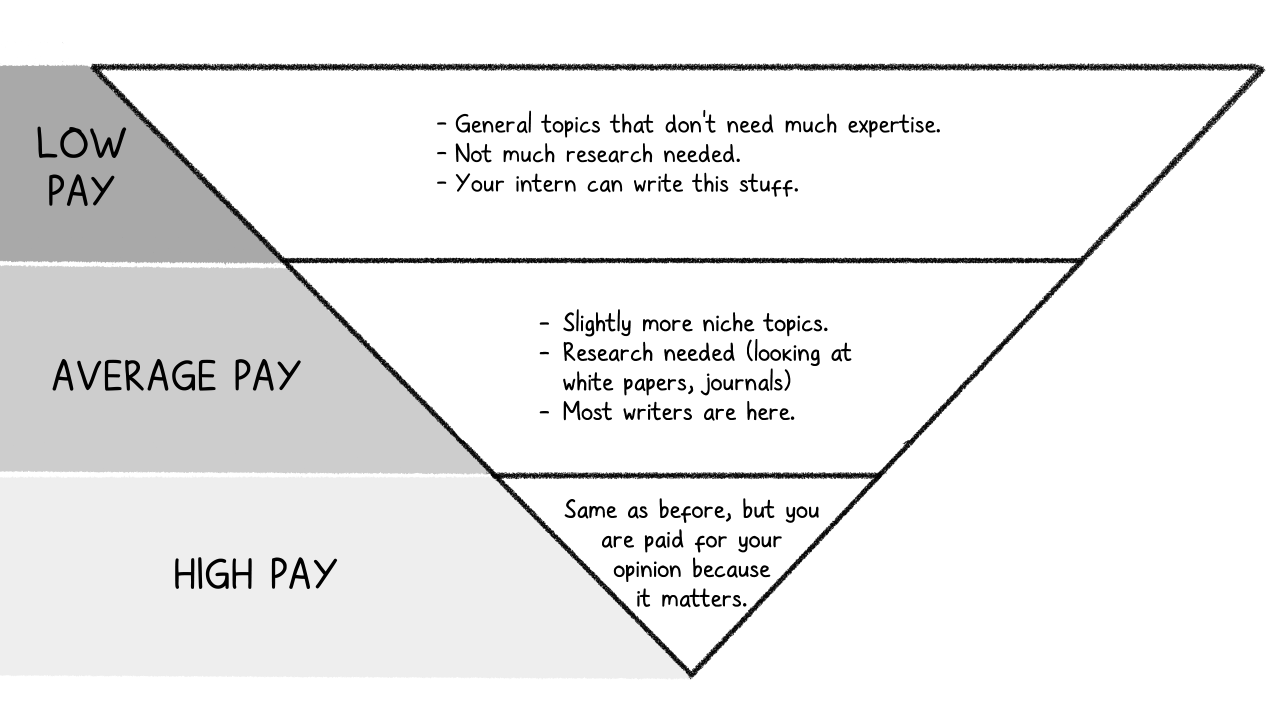 LOW
PAY
- General topics that don't need much expertise.
- Not much research needed.
- Your intern can write this stuff.
AVERAGE PAY
- Slightly more niche topics.
- Research needed (looking at
white papers, journals)
- Most writers are here.
HIGH PAY
Same as before, but you
are paid for your
opinion because
it matters.